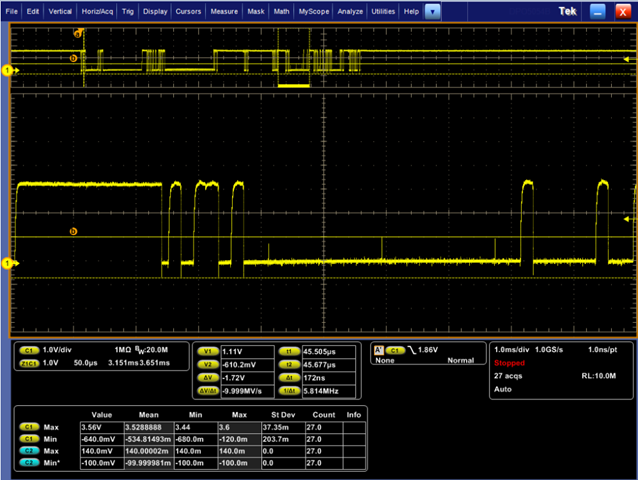 File Edit Vertical Horiz/Acq Trig Display Cursors Measure Mask Math MyScope Analyze Utilities Help Tek
a
b
1
b
1
C1 1.0V/div 1MΩ BW:20.0M
Z1C1 1.0V 50.0µs 3.151ms 3.651ms
V1 1.11V t1 45.505µs
V2 -610.2mV t2 45.677µs
ΔV -1.72V Δt 172ns
ΔV/Δt -9.999MV/s 1/Δt 5.814MHz
A' C1 1.86V
None Normal
1.0ms/div 1.0GS/s 1.0ns/pt
Stopped
27 acqs RL:10.0M
Auto
Value Mean Min Max St Dev Count Info
C1 Max 3.56V 3.5288888 3.44 3.6 37.35m 27.0
C1 Min -640.0mV -534.81493m -680.0m -120.0m 203.7m 27.0
C2 Max 140.0mV 140.00002m 140.0m 140.0m 0.0 27.0
C2 Min* -100.0mV -99.999981m -100.0m -100.0m 0.0 27.0